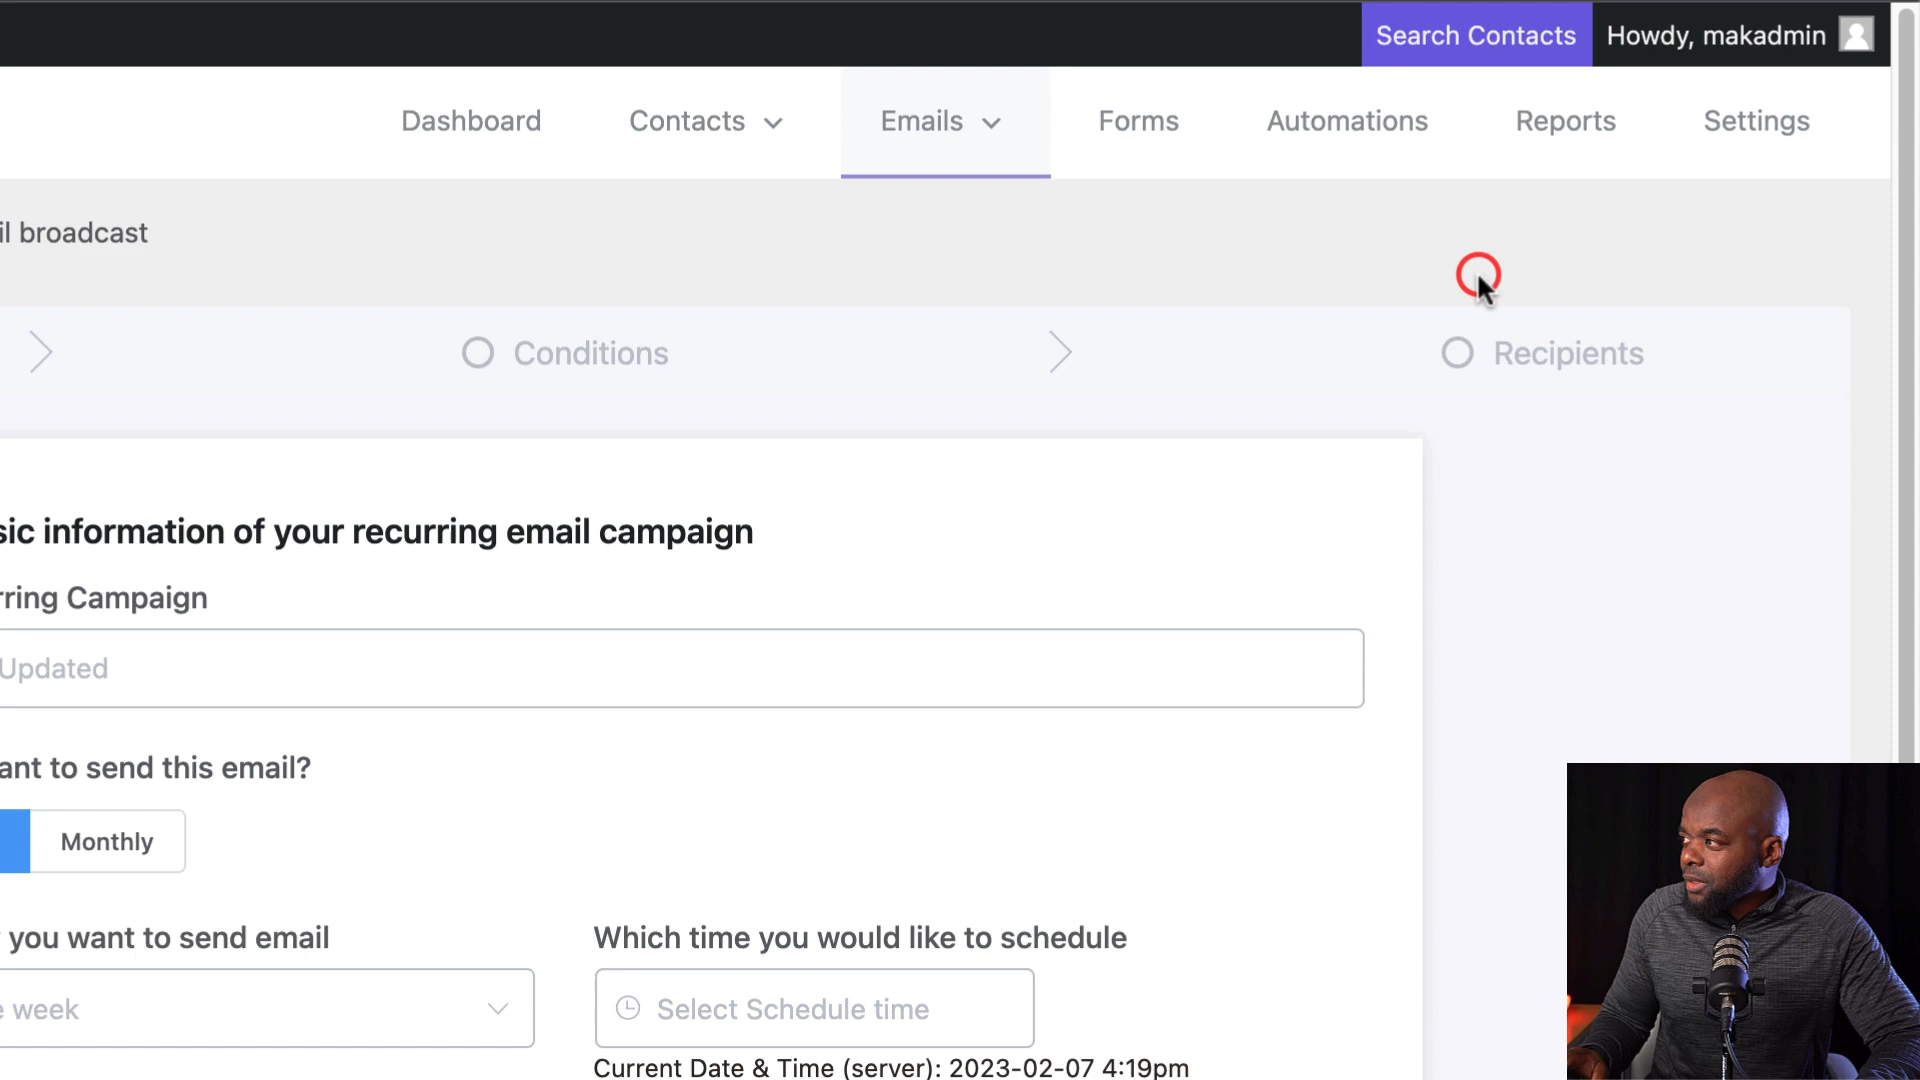 Search Contacts Howdy, makadmin
Dashboard Contacts Emails Forms Automations Reports Settings
il broadcast
Conditions Recipients
sic information of your recurring email campaign
rring Campaign
Updated
ant to send this email?
Monthly
you want to send email Which time you would like to schedule
week Select Schedule time
Current Date & Time (server): 2023-02-07 4:19pm